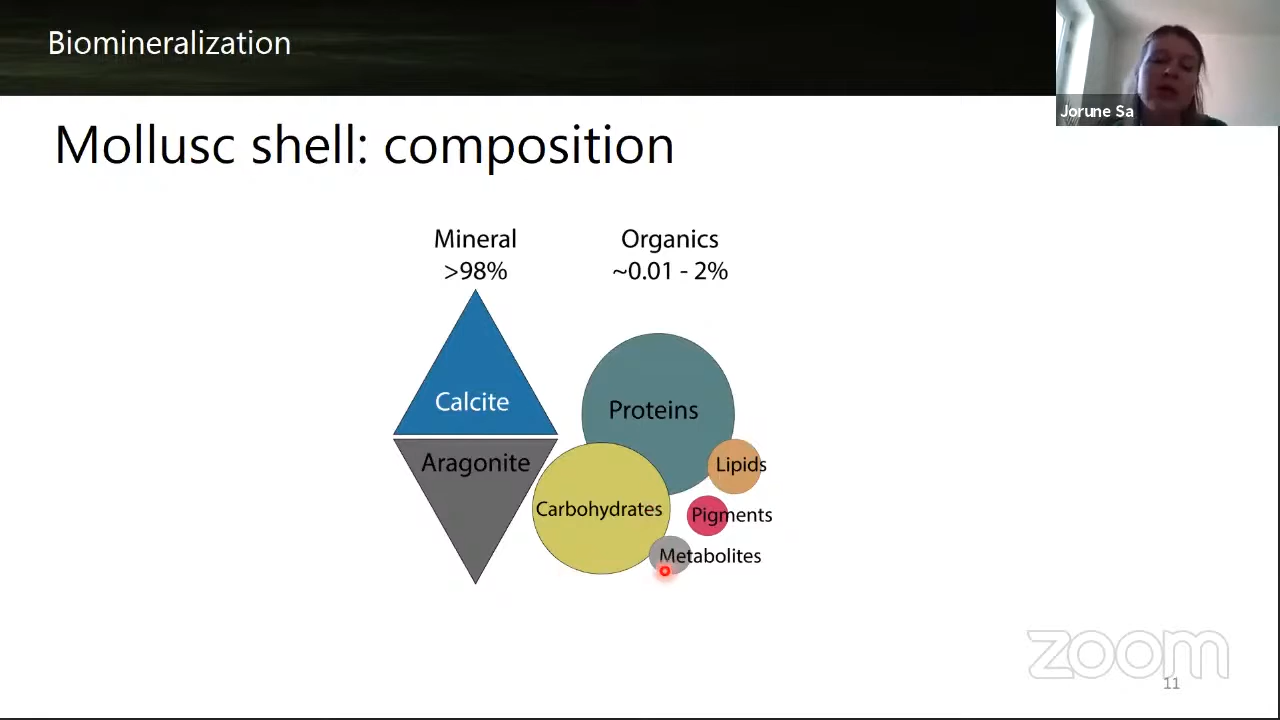 Biomineralization
Jorune Sa
Mollusc shell: composition
Mineral
>98%
Organics
~0.01 - 2%
Calcite
Aragonite
Proteins
Carbohydrates
Lipids
Pigments
Metabolites
zoom
11